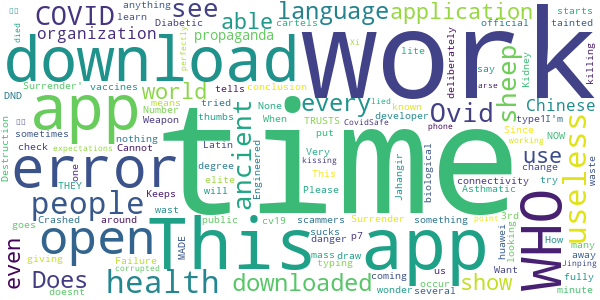 COVID see language application anything starts
learn Diabetic able cartels official tainted
organization propaganda
died
download work
killing
deliberately
Surrender' vaccines world tells tried conclusion Xi lite say Kidney
perfectly
every Ovid sheep Chinese
DND app means Number None lied known
Weapon thumbs When TRUSTS CovidSafe developer type1I'm
nothing put phone Since NOW
sometimes Cannot Latin Very kissing Jahangir use change
Destruction check ancient Engineered biological
error time connectivity try
expectations degree elite This Asthmatic working waste
THEY one Keeps will Please useless
people Crashed around wast public cv19 scammers Surrender something point 3rd How
open This app WHO
goes MADE sucks danger p7 us looking many
even giving Failure mass draw huawei away
Does corrupted typing coming occur Want Jinping
health downloaded wonder several show fully
doesnt minute